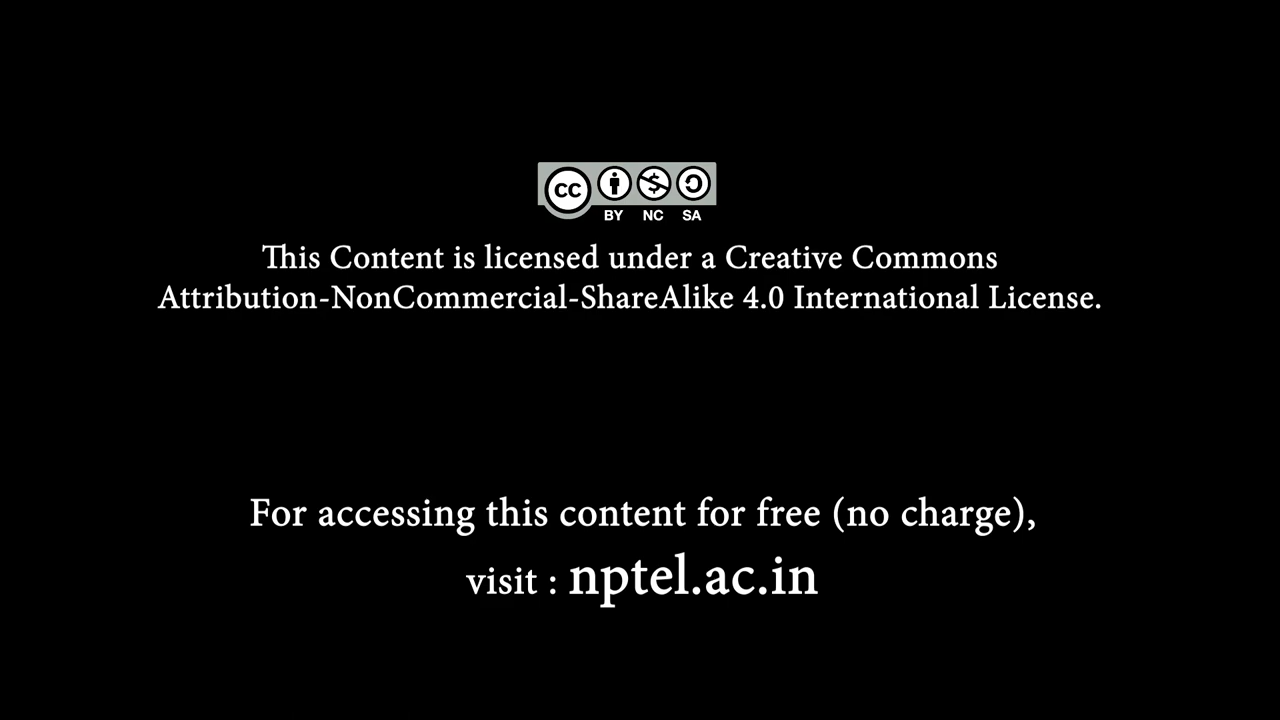 CC BY NC SA
This Content is licensed under a Creative Commons
Attribution-NonCommercial-ShareAlike 4.0 International License.
For accessing this content for free (no charge),
visit : nptel.ac.in